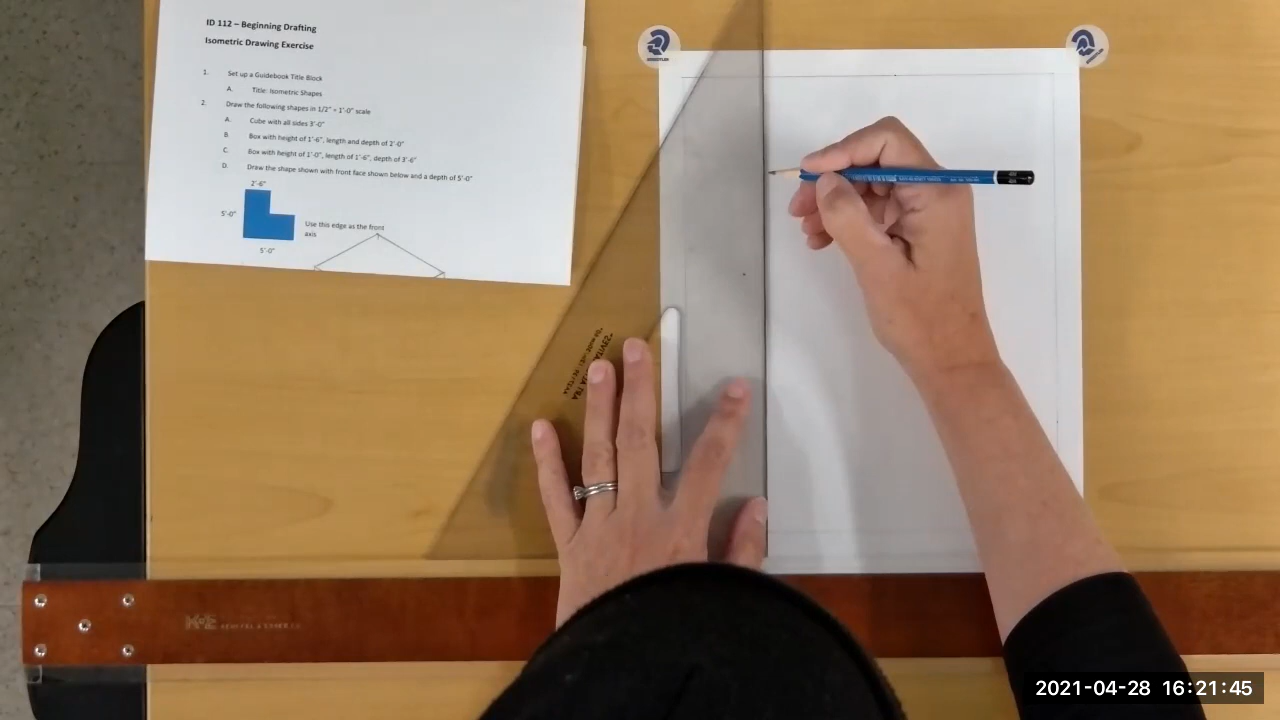 ID 112 – Beginning Drafting
Isometric Drawing Exercise
1. Set up a Guidebook Title Block
A. Title: Isometric Shapes
2. Draw the following shapes in 1/2" = 1'-0" scale
A. Cube with all sides 3'-0"
B. Box with height of 1'-6", length and depth of 2'-0"
C. Box with height of 1'-0", length of 1'-6", depth of 3'-6"
D. Draw the shape shown with front face shown below and a depth of 5'-0"
2'-6"
5'-0"
Use this edge as the front
axis
5'-0"
2021-04-28 16:21:45